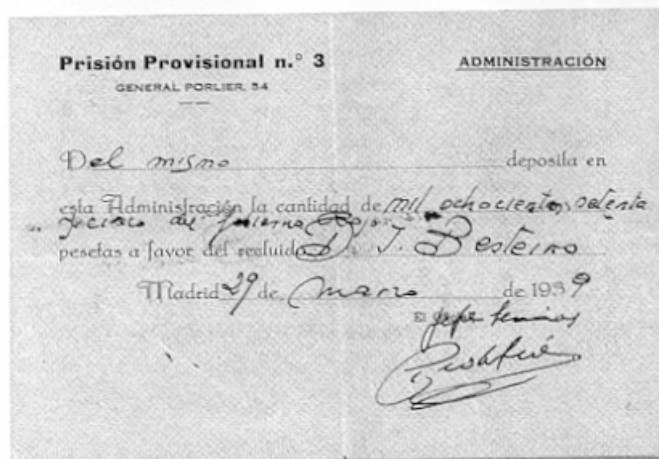 Prisión Provisional n.° 3
GENERAL PORLIER, 54
ADMINISTRACIÓN
Del mismo deposita en
esta Administración la cantidad de mil ochocientos setenta
pesetas a favor del recluido D. J. Besteiro
Madrid 29 de marzo de 1939
El Jefe